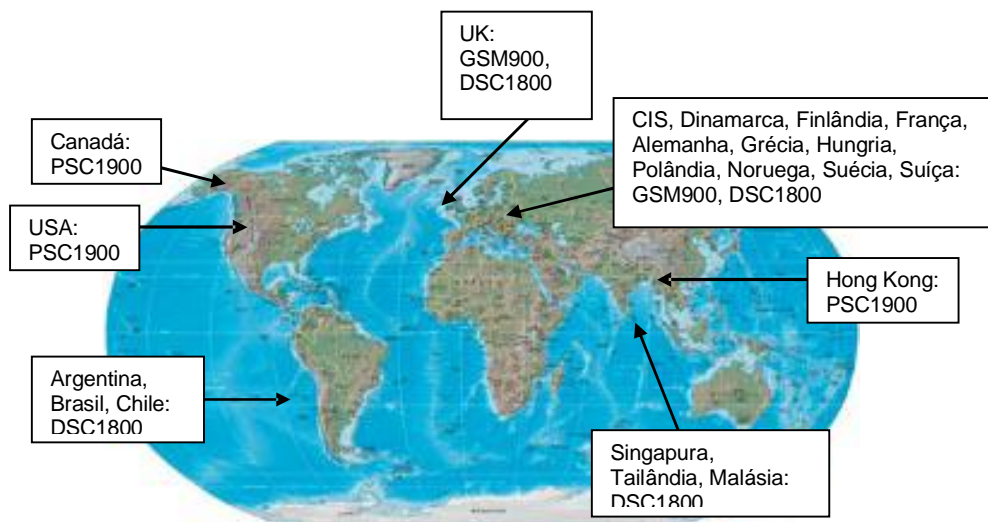 UK:
GSM900,
DSC1800
CIS, Dinamarca, Finlândia, França,
Alemanha, Grécia, Hungria,
Polândia, Noruega, Suécia, Suíça:
GSM900, DSC1800
Canadá:
PSC1900
USA:
PSC1900
Hong Kong:
PSC1900
Argentina,
Brasil, Chile:
DSC1800
Singapura,
Tailândia, Malásia:
DSC1800